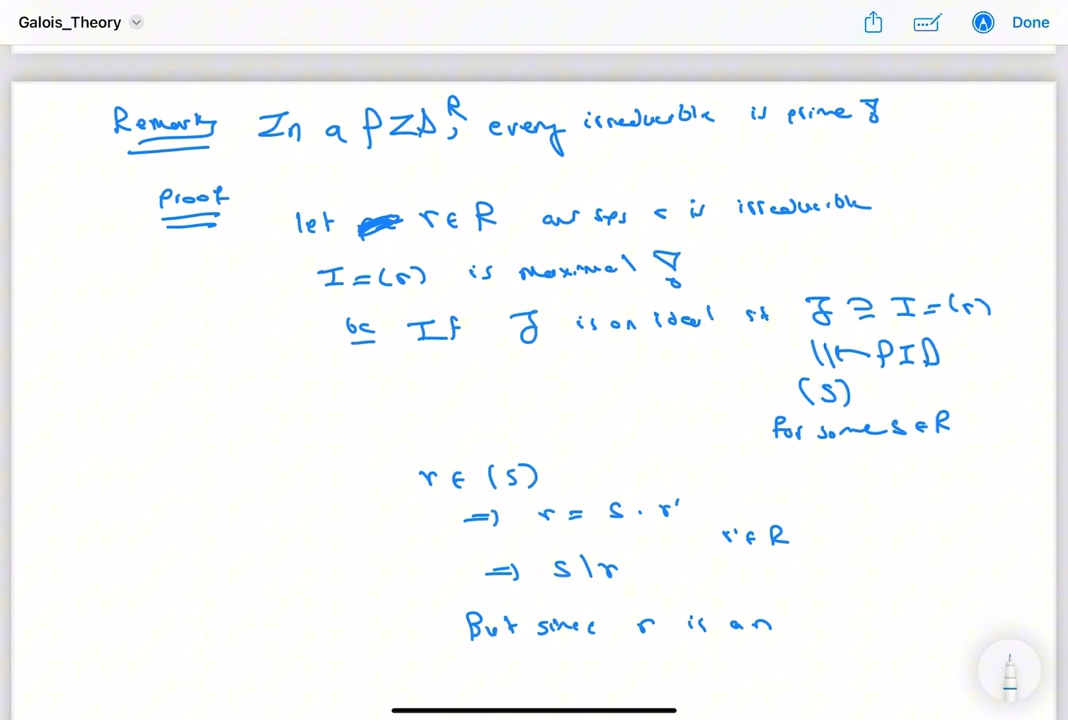 Galois_Theory
Done
Remark In a PID, R every irreducible is prime!
Proof
let r ∈ R and sps r is irreducible
I = (r) is maximal !
bc If J is an ideal st J ⊇ I = (r)
|| ← PID
(s)
for some s ∈ R
r ∈ (s)
⇒ r = s · r'
r' ∈ R
⇒ s | r
But since r is an